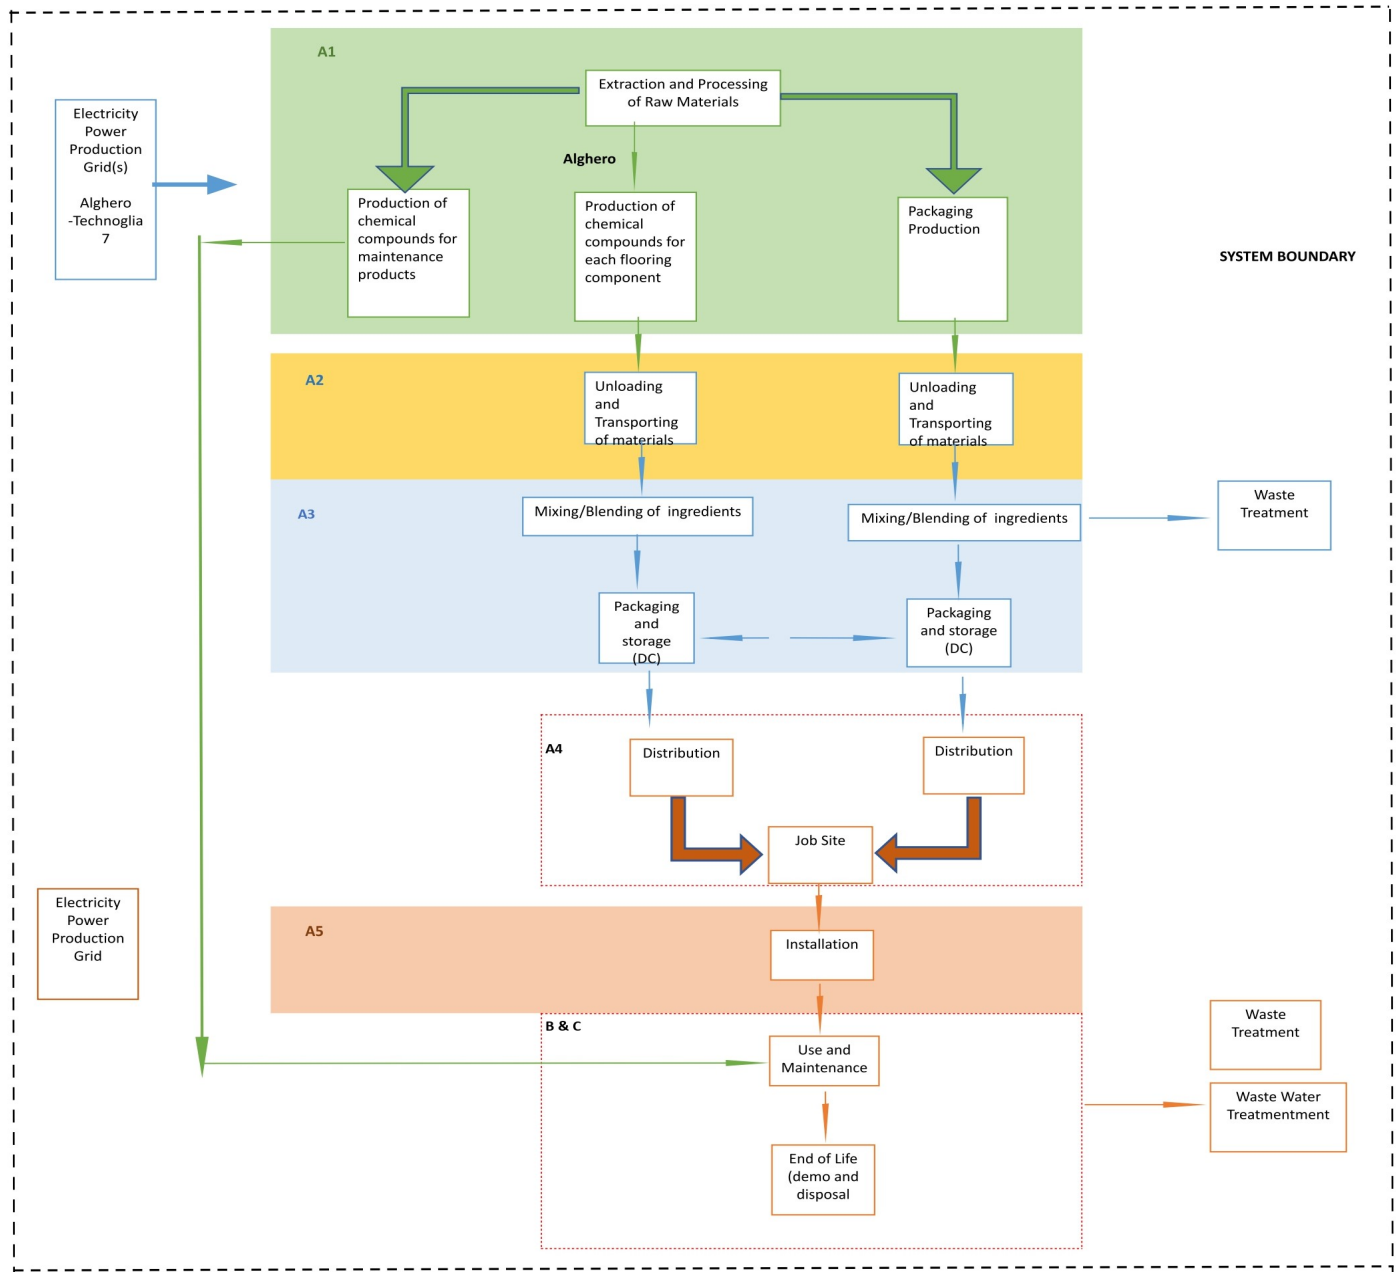 A1
Extraction and Processing
of Raw Materials
Electricity
Power
Production
Grid(s)
Alghero
-Technoglia
7
Alghero
Production of
chemical
compounds for
maintenance
products
Production of
chemical
compounds for
each flooring
component
Packaging
Production
SYSTEM BOUNDARY
A2
Unloading
and
Transporting
of materials
Unloading
and
Transporting
of materials
A3
Mixing/Blending of ingredients
Mixing/Blending of ingredients
Waste
Treatment
Packaging
and
storage
(DC)
Packaging
and storage
(DC)
A4
Distribution
Distribution
Job Site
Electricity
Power
Production
Grid
A5
Installation
B & C
Use and
Maintenance
Waste
Treatment
Waste Water
Treatmentment
End of Life
(demo and
disposal